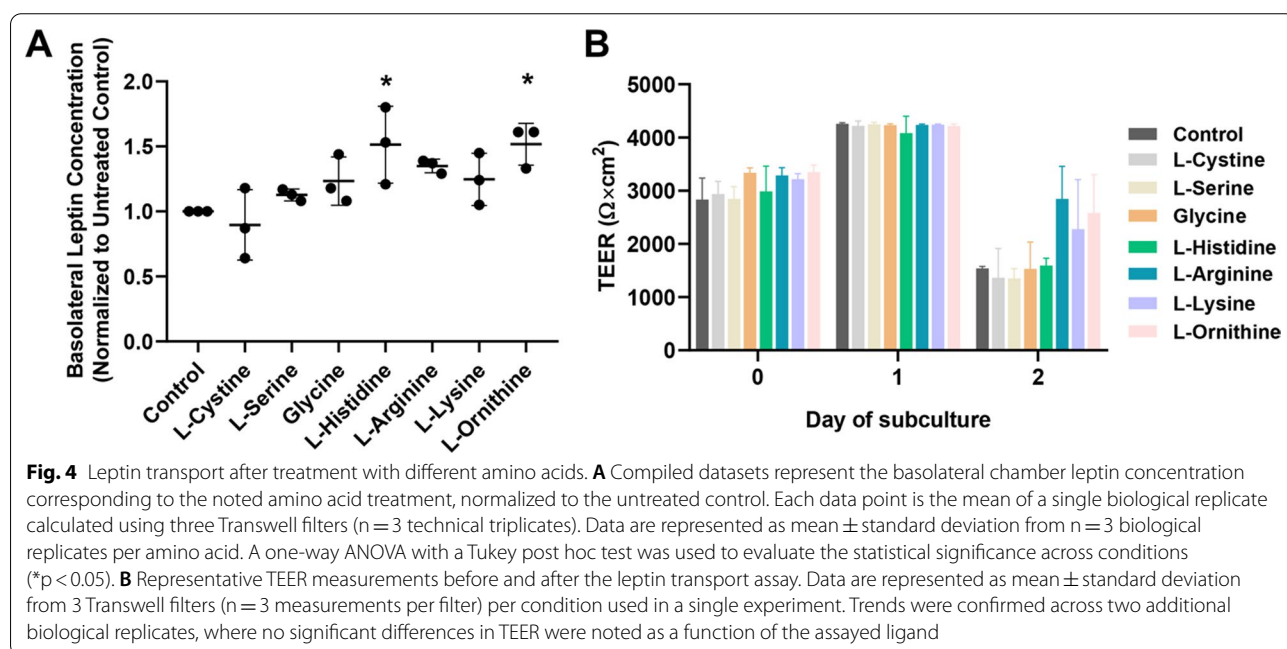 A
Basolateral Leptin Concentration
(Normalized to Untreated Control)
2.0
1.5
1.0
0.5
0.0
*
*
Control
L-Cystine
L-Serine
Glycine
L-Histidine
L-Arginine
L-Lysine
L-Ornithine
B
TEER (Ω×cm²)
5000
4000
3000
2000
1000
0
0
1
2
Day of subculture
Control
L-Cystine
L-Serine
Glycine
L-Histidine
L-Arginine
L-Lysine
L-Ornithine
Fig. 4 Leptin transport after treatment with different amino acids. A Compiled datasets represent the basolateral chamber leptin concentration
corresponding to the noted amino acid treatment, normalized to the untreated control. Each data point is the mean of a single biological replicate
calculated using three Transwell filters (n = 3 technical triplicates). Data are represented as mean ± standard deviation from n = 3 biological
replicates per amino acid. A one-way ANOVA with a Tukey post hoc test was used to evaluate the statistical significance across conditions
(*p < 0.05). B Representative TEER measurements before and after the leptin transport assay. Data are represented as mean ± standard deviation
from 3 Transwell filters (n = 3 measurements per filter) per condition used in a single experiment. Trends were confirmed across two additional
biological replicates, where no significant differences in TEER were noted as a function of the assayed ligand